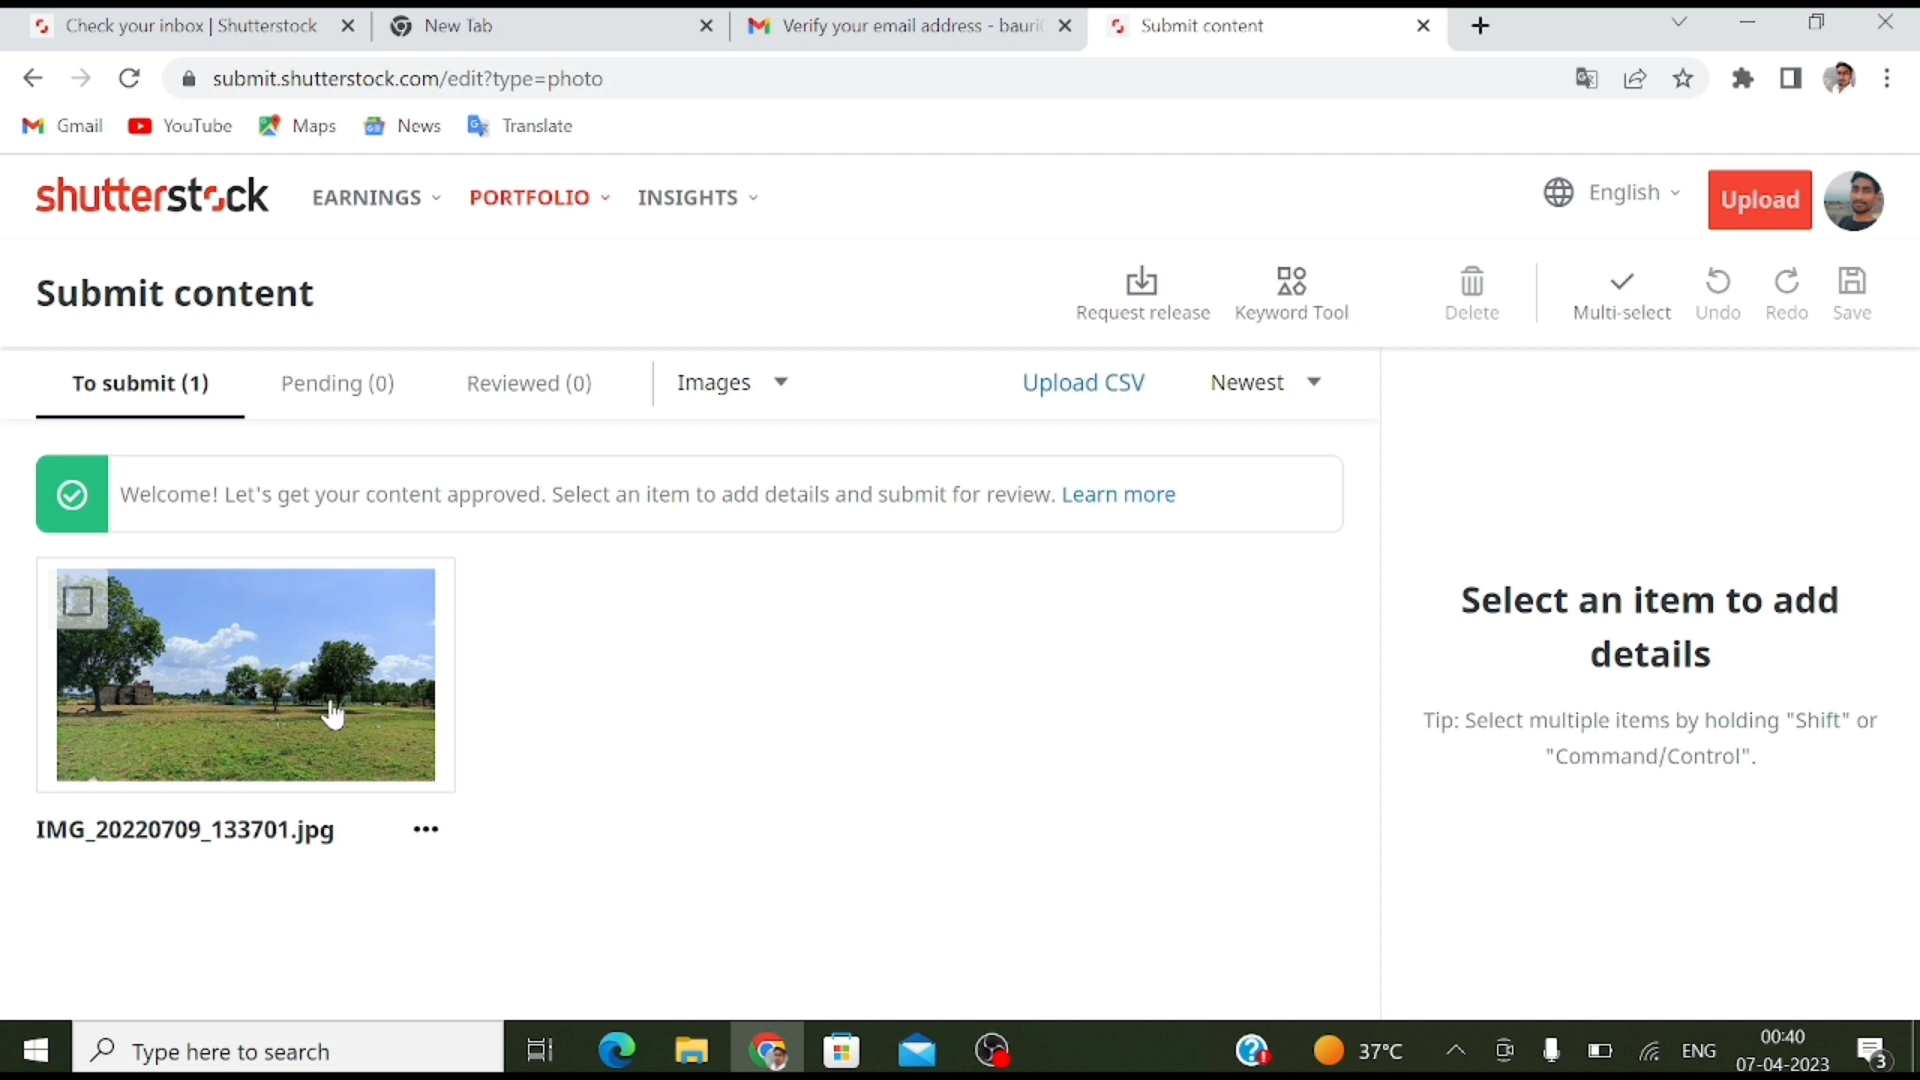 Check your inbox | Shutterstock
New Tab
Verify your email address - bauri
Submit content
submit.shutterstock.com/edit?type=photo
Gmail
YouTube
Maps
News
Translate
shutterstock
EARNINGS
PORTFOLIO
INSIGHTS
English
Upload
Submit content
Request release
Keyword Tool
Delete
Multi-select
Undo
Redo
Save
To submit (1)
Pending (0)
Reviewed (0)
Images
Upload CSV
Newest
Welcome! Let's get your content approved. Select an item to add details and submit for review. Learn more
Select an item to add
details
Tip: Select multiple items by holding "Shift" or
"Command/Control".
IMG_20220709_133701.jpg
Type here to search
37°C
ENG
00:40
07-04-2023
3